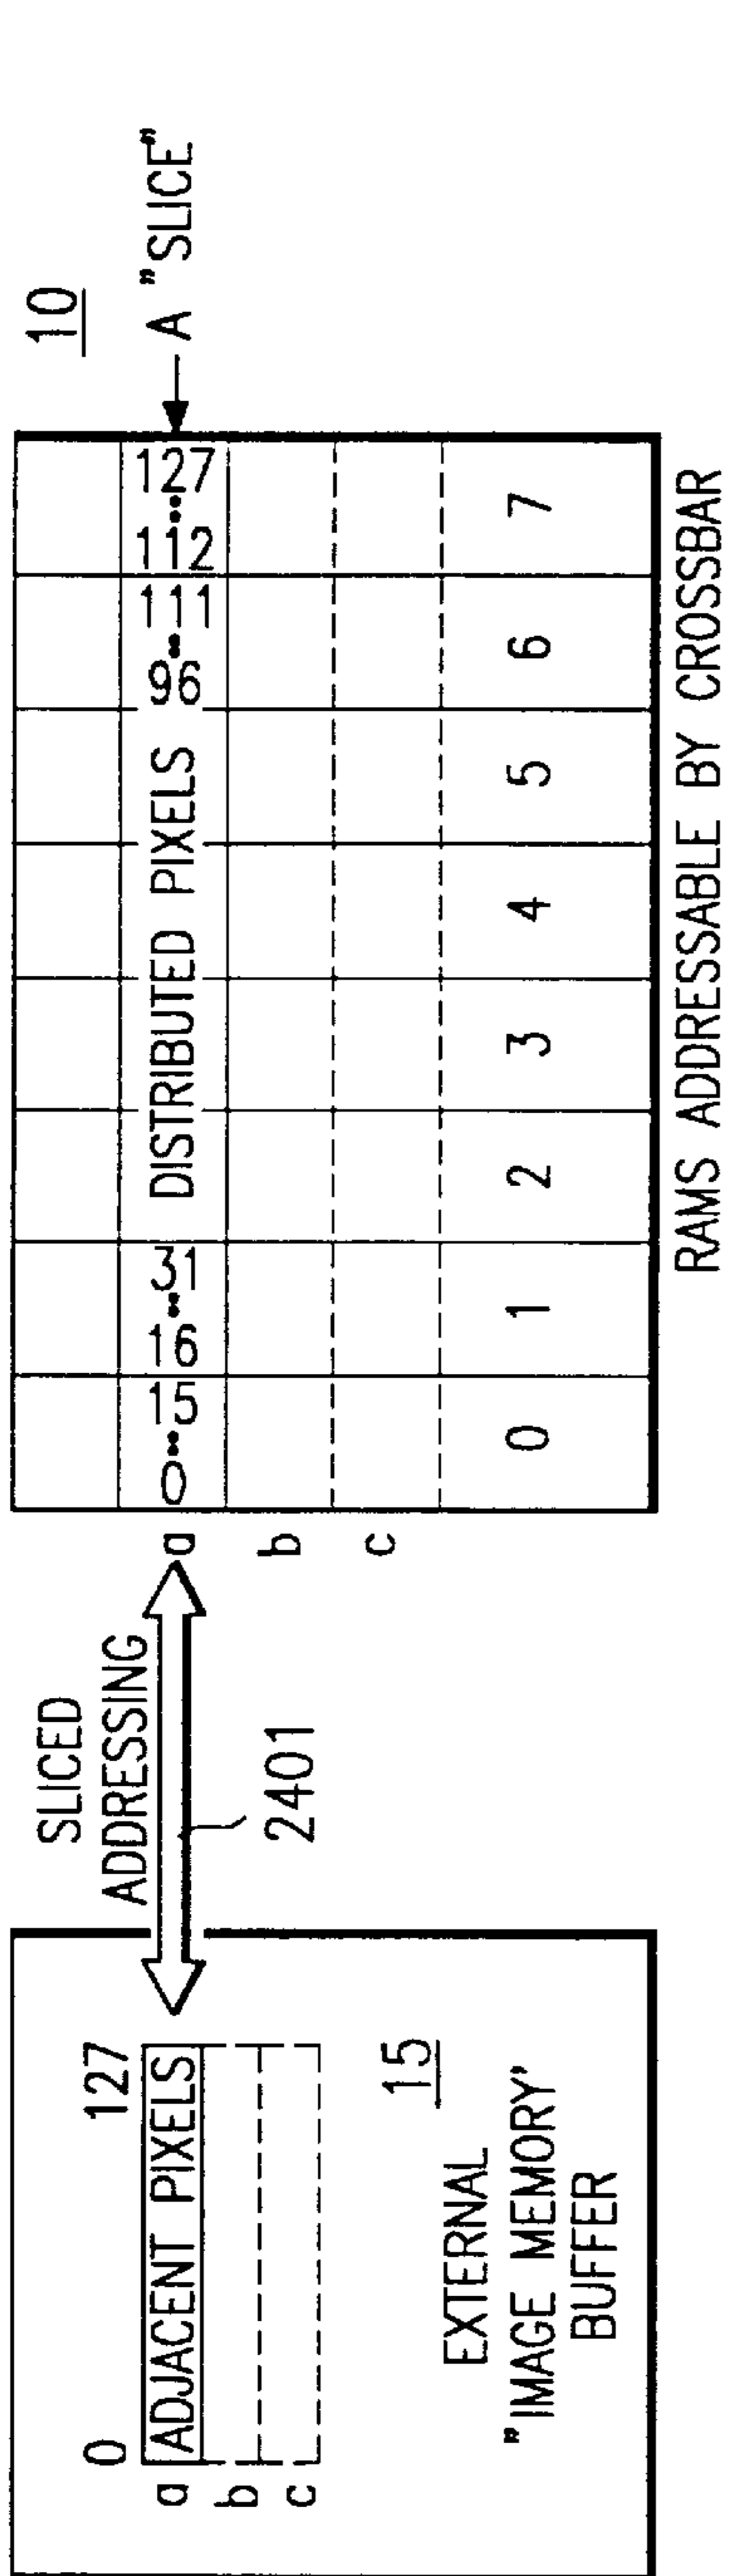 0 127
a ADJACENT PIXELS
b
c
15
EXTERNAL
"IMAGE MEMORY'
BUFFER
SLICED
ADDRESSING
2401
10
a 0••15 16••31 DISTRIBUTED PIXELS 96••111 112••127 A "SLICE"
b
c
0 1 2 3 4 5 6 7
RAMS ADDRESSABLE BY CROSSBAR